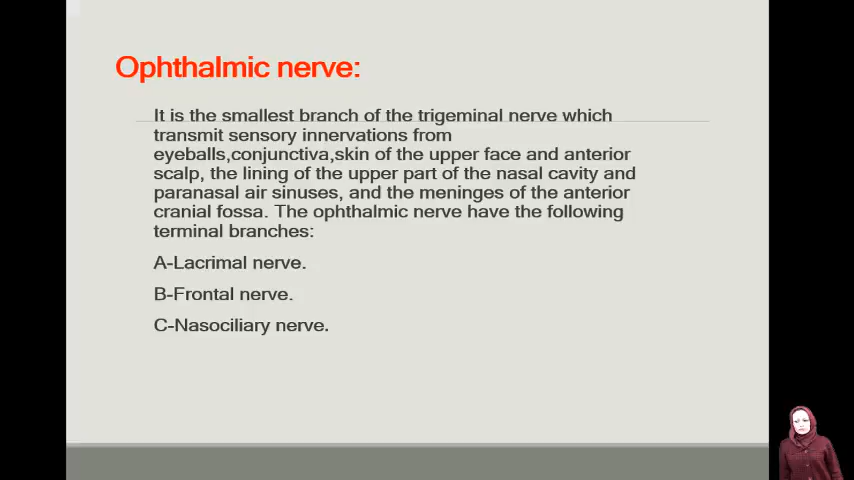 Ophthalmic nerve:
It is the smallest branch of the trigeminal nerve which
transmit sensory innervations from
eyeballs,conjunctiva,skin of the upper face and anterior
scalp, the lining of the upper part of the nasal cavity and
paranasal air sinuses, and the meninges of the anterior
cranial fossa. The ophthalmic nerve have the following
terminal branches:
A-Lacrimal nerve.
B-Frontal nerve.
C-Nasociliary nerve.